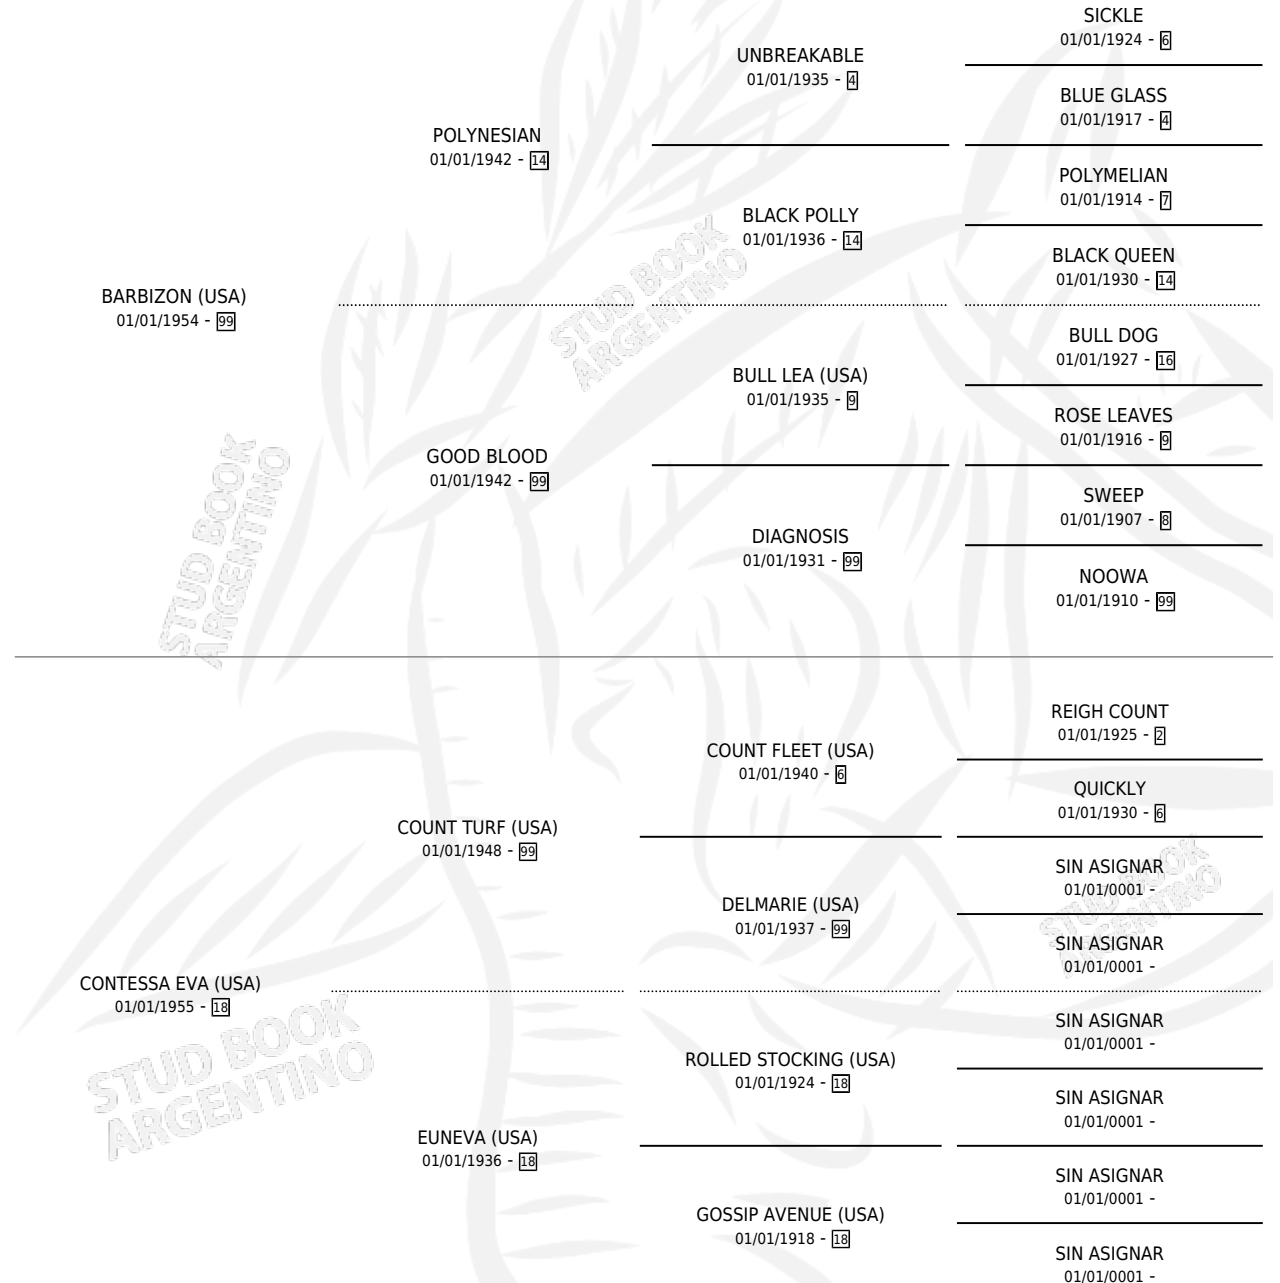 SICKLE
01/01/1924 - 6
UNBREAKABLE
01/01/1935 - 4
BLUE GLASS
01/01/1917 - 4
POLYNESIAN
01/01/1942 - 14
POLYMELIAN
01/01/1914 - 7
BLACK POLLY
01/01/1936 - 14
BLACK QUEEN
01/01/1930 - 14
BARBIZON (USA)
01/01/1954 - 99
STUD BOOK
ARGENTINO
BULL DOG
01/01/1927 - 16
BULL LEA (USA)
01/01/1935 - 9
ROSE LEAVES
01/01/1916 - 9
GOOD BLOOD
01/01/1942 - 99
STUD BOOK
ARGENTINO
SWEEP
01/01/1907 - 8
DIAGNOSIS
01/01/1931 - 99
NOOWA
01/01/1910 - 99
REIGH COUNT
01/01/1925 - 2
COUNT FLEET (USA)
01/01/1940 - 6
QUICKLY
01/01/1930 - 6
COUNT TURF (USA)
01/01/1948 - 99
SIN ASIGNAR
01/01/0001 -
STUD BOOK
ARGENTINO
DELMARIE (USA)
01/01/1937 - 99
SIN ASIGNAR
01/01/0001 -
CONTESSA EVA (USA)
01/01/1955 - 18
STUD BOOK
ARGENTINO
SIN ASIGNAR
01/01/0001 -
ROLLED STOCKING (USA)
01/01/1924 - 18
SIN ASIGNAR
01/01/0001 -
EUNEVA (USA)
01/01/1936 - 18
SIN ASIGNAR
01/01/0001 -
GOSSIP AVENUE (USA)
01/01/1918 - 18
SIN ASIGNAR
01/01/0001 -